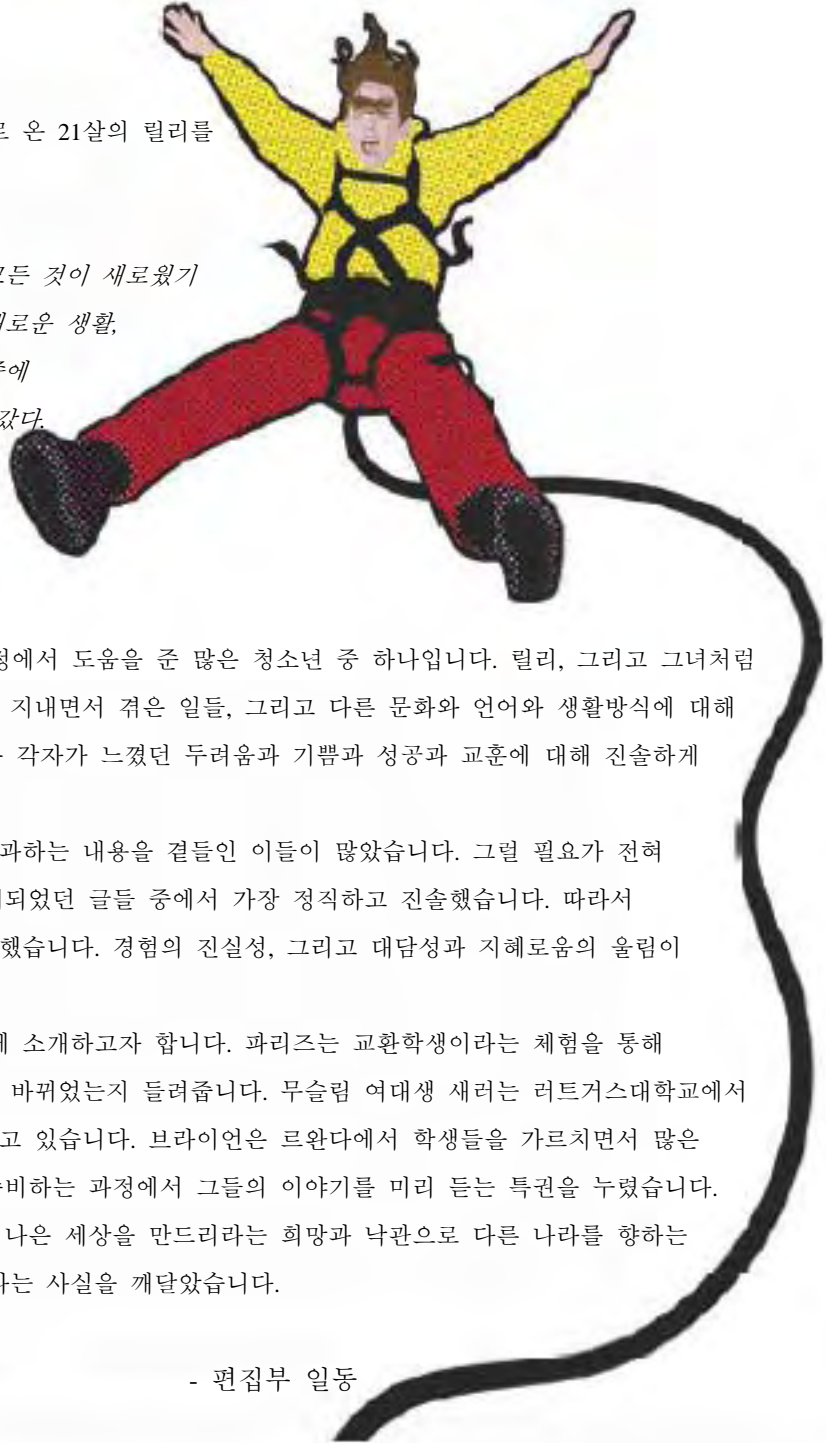 로 온 21살의 릴리를
모든 것이 새로웠기
새로운 생활,
중에
갔다.
정에서 도움을 준 많은 청소년 중 하나입니다. 릴리, 그리고 그녀처럼
지내면서 겪은 일들, 그리고 다른 문화와 언어와 생활방식에 대해
각자가 느꼈던 두려움과 기쁨과 성공과 교훈에 대해 진솔하게
과하는 내용을 곁들인 이들이 많았습니다. 그럴 필요가 전혀
되었던 글들 중에서 가장 정직하고 진솔했습니다. 따라서
했습니다. 경험의 진실성, 그리고 대담성과 지혜로움의 울림이
소개하고자 합니다. 파리즈는 교환학생이라는 체험을 통해
바뀌었는지 들려줍니다. 무슬림 여대생 새러는 러트거스대학교에서
고 있습니다. 브라이언은 르완다에서 학생들을 가르치면서 많은
준비하는 과정에서 그들의 이야기를 미리 듣는 특권을 누렸습니다.
나은 세상을 만드리라는 희망과 낙관으로 다른 나라를 향하는
다는 사실을 깨달았습니다.
- 편집부 일동